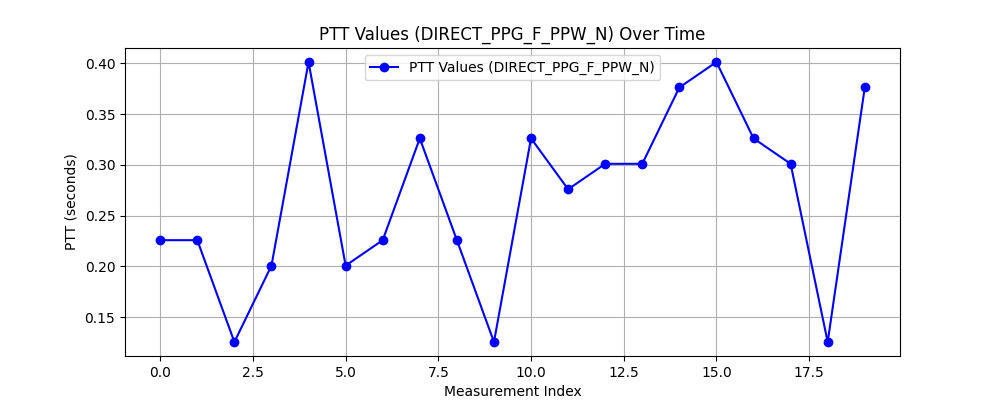 PTT Values (DIRECT_PPG_F_PPW_N) Over Time
PTT Values (DIRECT_PPG_F_PPW_N)
PTT (seconds)
0.40
0.35
0.30
0.25
0.20
0.15
0.0 2.5 5.0 7.5 10.0 12.5 15.0 17.5
Measurement Index